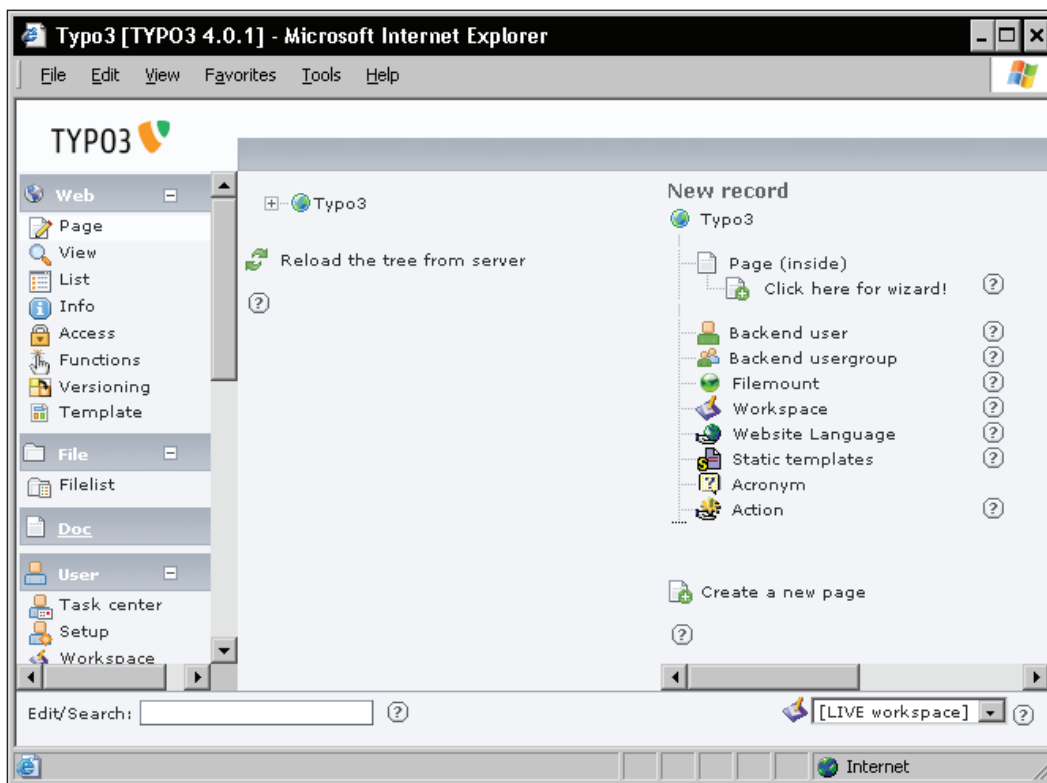 Typo3 [TYPO3 4.0.1] - Microsoft Internet Explorer
File Edit View Favorites Tools Help
TYPO3
Web
Page
View
List
Info
Access
Functions
Versioning
Template
File
Filelist
Doc
User
Task center
Setup
Workspace
Typo3
Reload the tree from server
New record
Typo3
Page (inside)
Click here for wizard!
Backend user
Backend usergroup
Filemount
Workspace
Website Language
Static templates
Acronym
Action
Create a new page
Edit/Search:
[LIVE workspace]
Internet